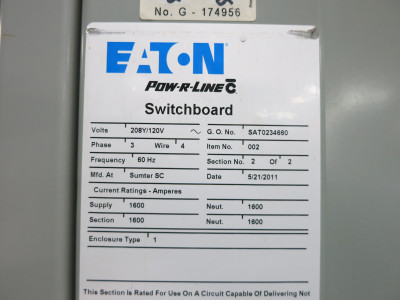 No. G - 174956
EATON
POW-R-LINE C
Switchboard
Volts 208Y/120V ~ G. O. No. SAT0234660
Phase 3 Wire 4 Item No. 002
Frequency 60 Hz Section No. 2 Of 2
Mfd. At Sumter SC Date 5/21/2011
Current Ratings - Amperes
Supply 1600 Neut. 1600
Section 1600 Neut. 1600
Enclosure Type 1
This Section Is Rated For Use On A Circuit Capable Of Delivering Not